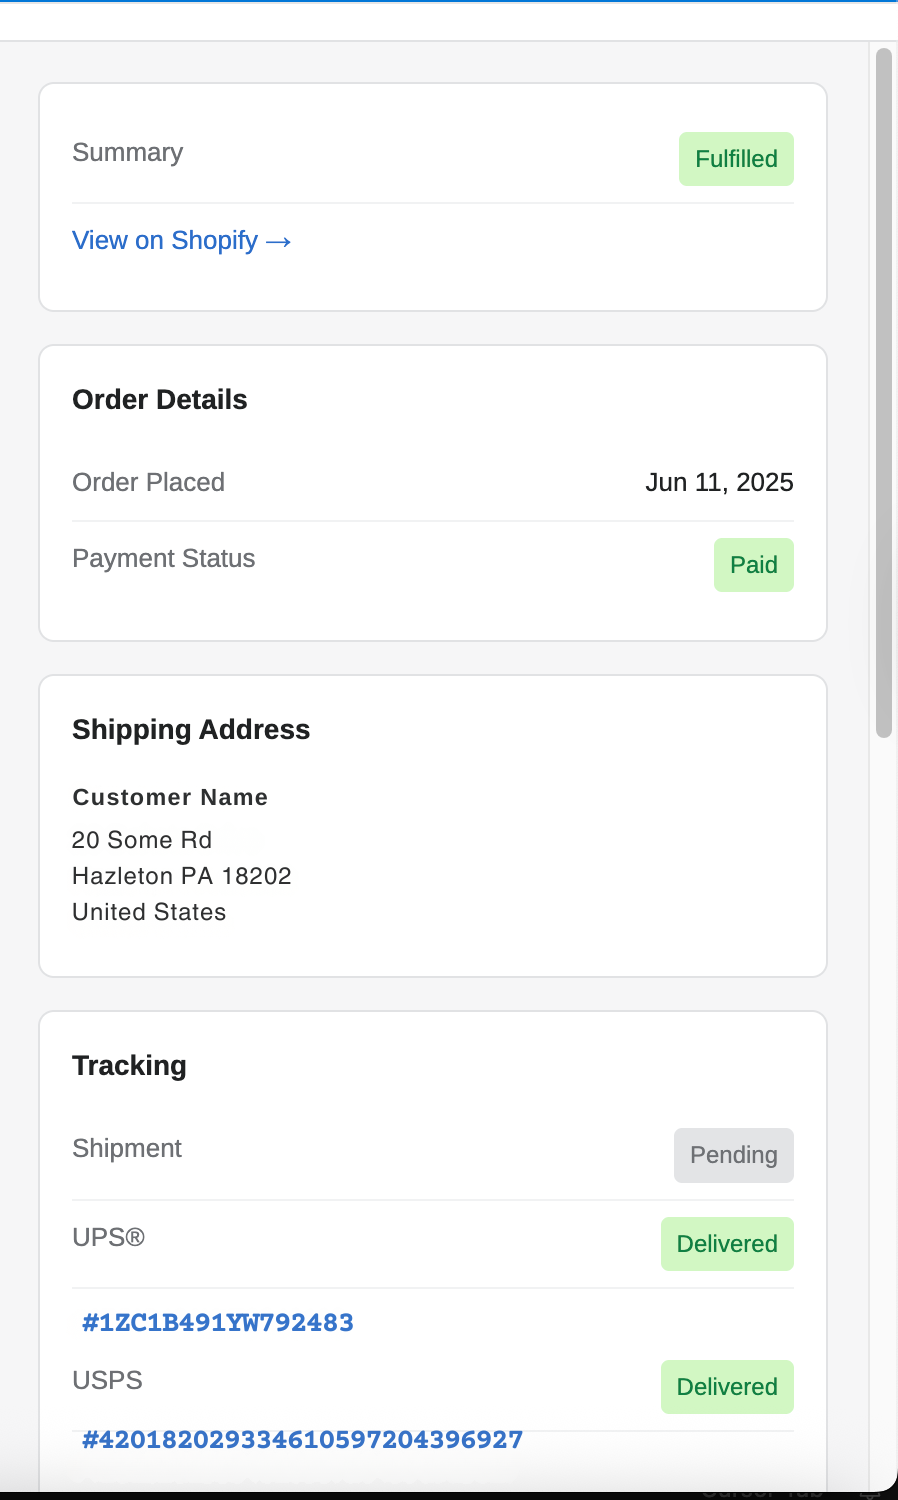 Summary
Fulfilled
View on Shopify →
Order Details
Order Placed
Jun 11, 2025
Payment Status
Paid
Shipping Address
Customer Name
20 Some Rd
Hazleton PA 18202
United States
Tracking
Shipment
Pending
UPS®
Delivered
#1ZC1B491YW792483
USPS
Delivered
#420182029334610597204396927